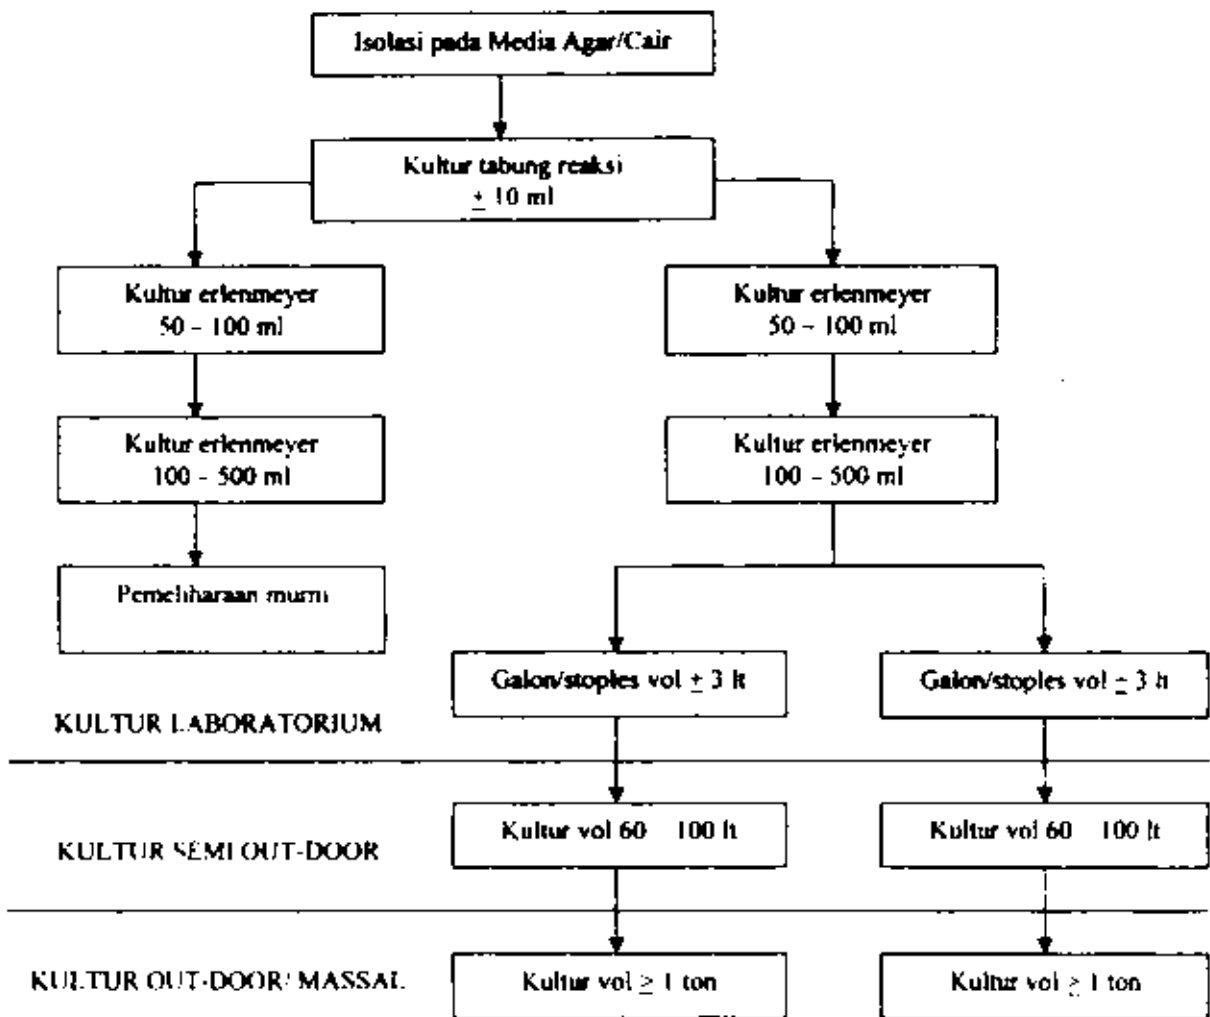 Isolasi pada Media Agar/Cair
Kultur tabung reaksi
± 10 ml
Kultur erlenmeyer
50 – 100 ml
Kultur erlenmeyer
50 – 100 ml
Kultur erlenmeyer
100 – 500 ml
Kultur erlenmeyer
100 – 500 ml
Pemeliharaan murni
Galon/stoples vol ± 3 lt
Galon/stoples vol ± 3 lt
KULTUR LABORATORIUM
Kultur vol 60 100 lt
Kultur vol 60 100 lt
KULTUR SEMI OUT-DOOR
KULTUR OUT-DOOR/ MASSAL
Kultur vol ≥ 1 ton
Kultur vol ≥ 1 ton